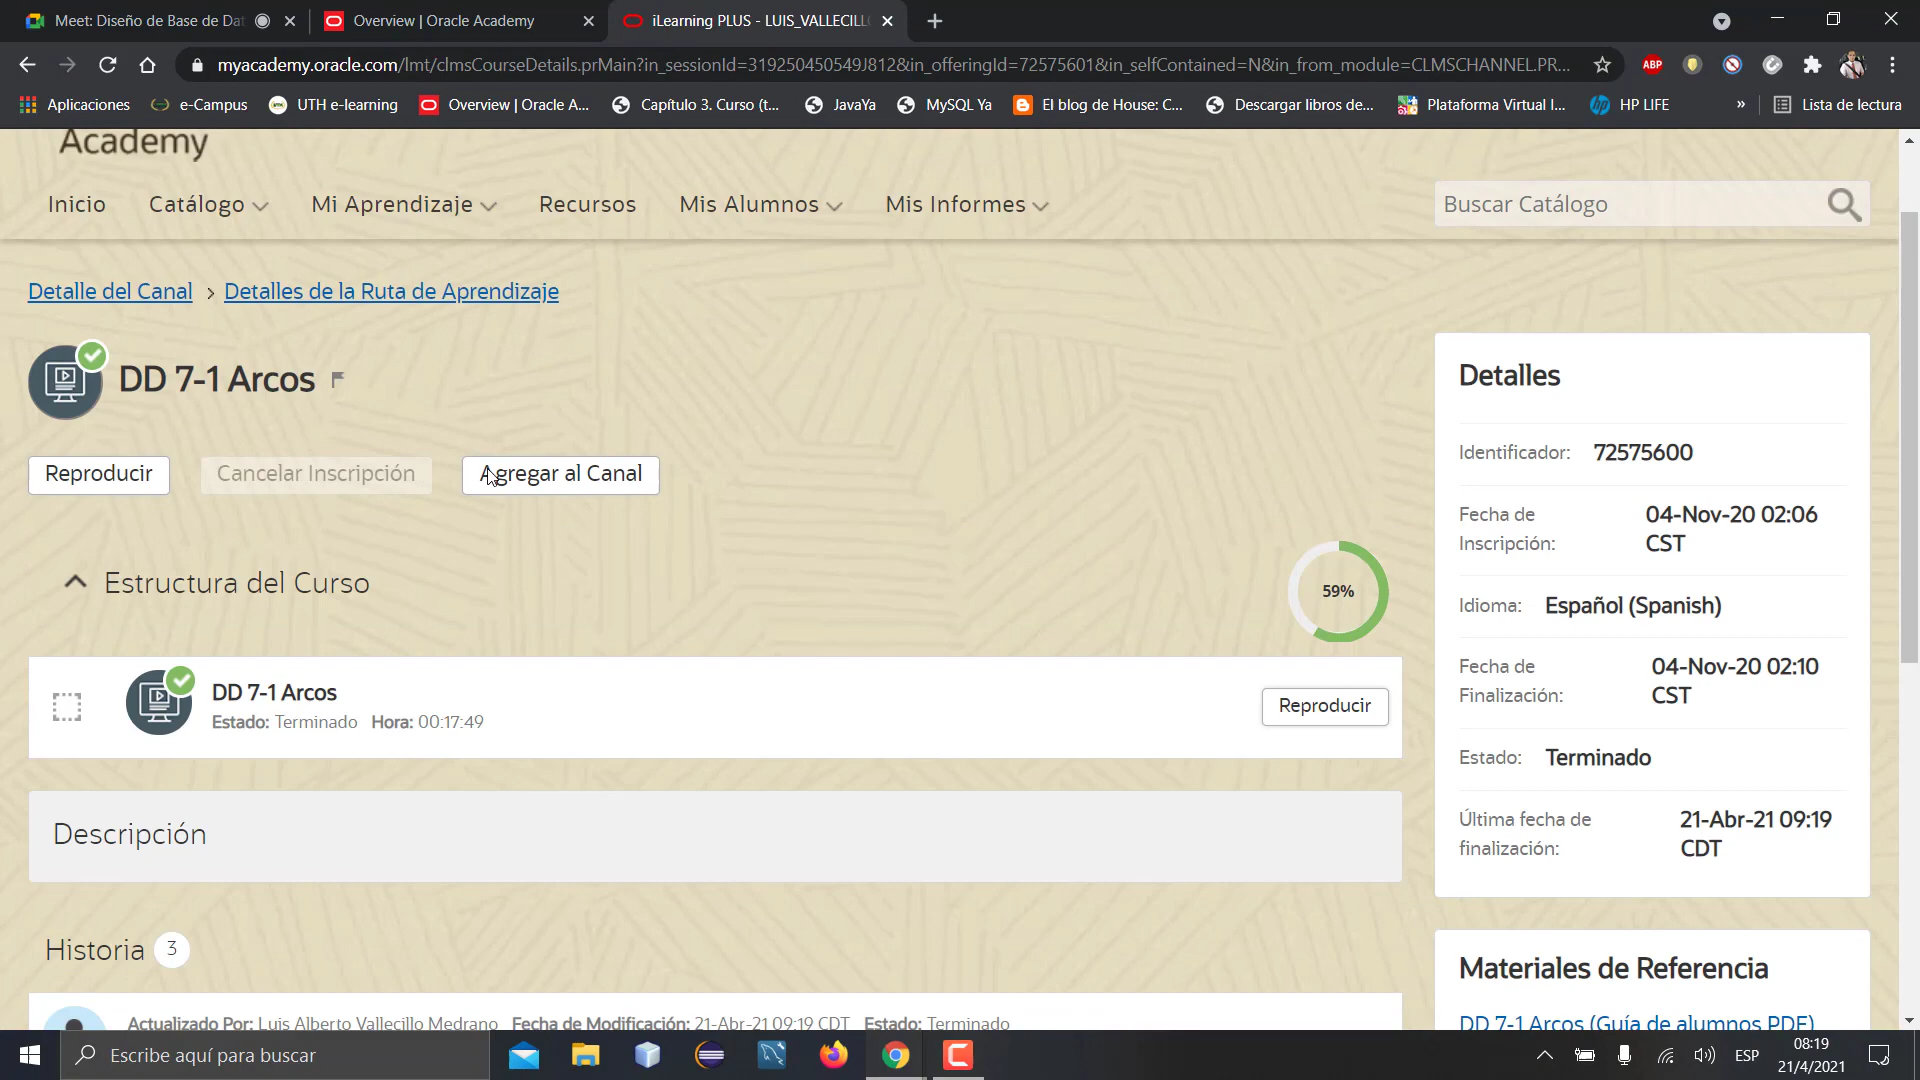 Meet: Diseño de Base de Dat
Overview | Oracle Academy
iLearning PLUS - LUIS_VALLECILLO
myacademy.oracle.com/lmt/clmsCourseDetails.prMain?in_sessionId=319250450549J812&in_offeringId=72575601&in_selfContained=N&in_from_module=CLMSCHANNEL.PR...
ABP
Aplicaciones
e-Campus
UTH e-learning
Overview | Oracle A...
Capítulo 3. Curso (t...
JavaYa
MySQL Ya
El blog de House: C...
Descargar libros de...
Plataforma Virtual I...
HP LIFE
»
Lista de lectura
Academy
Inicio
Catálogo
Mi Aprendizaje
Recursos
Mis Alumnos
Mis Informes
Buscar Catálogo
Detalle del Canal › Detalles de la Ruta de Aprendizaje
DD 7-1 Arcos
Reproducir
Cancelar Inscripción
Agregar al Canal
Estructura del Curso
59%
DD 7-1 Arcos
Estado: Terminado Hora: 00:17:49
Reproducir
Descripción
Historia 3
Actualizado Por: Luis Alberto Vallecillo Medrano Fecha de Modificación: 21-Abr-21 09:19 CDT Estado: Terminado
Detalles
Identificador: 72575600
Fecha de Inscripción: 04-Nov-20 02:06 CST
Idioma: Español (Spanish)
Fecha de Finalización: 04-Nov-20 02:10 CST
Estado: Terminado
Última fecha de finalización: 21-Abr-21 09:19 CDT
Materiales de Referencia
DD 7-1 Arcos (Guía de alumnos PDF)
Escribe aquí para buscar
ESP
08:19
21/4/2021